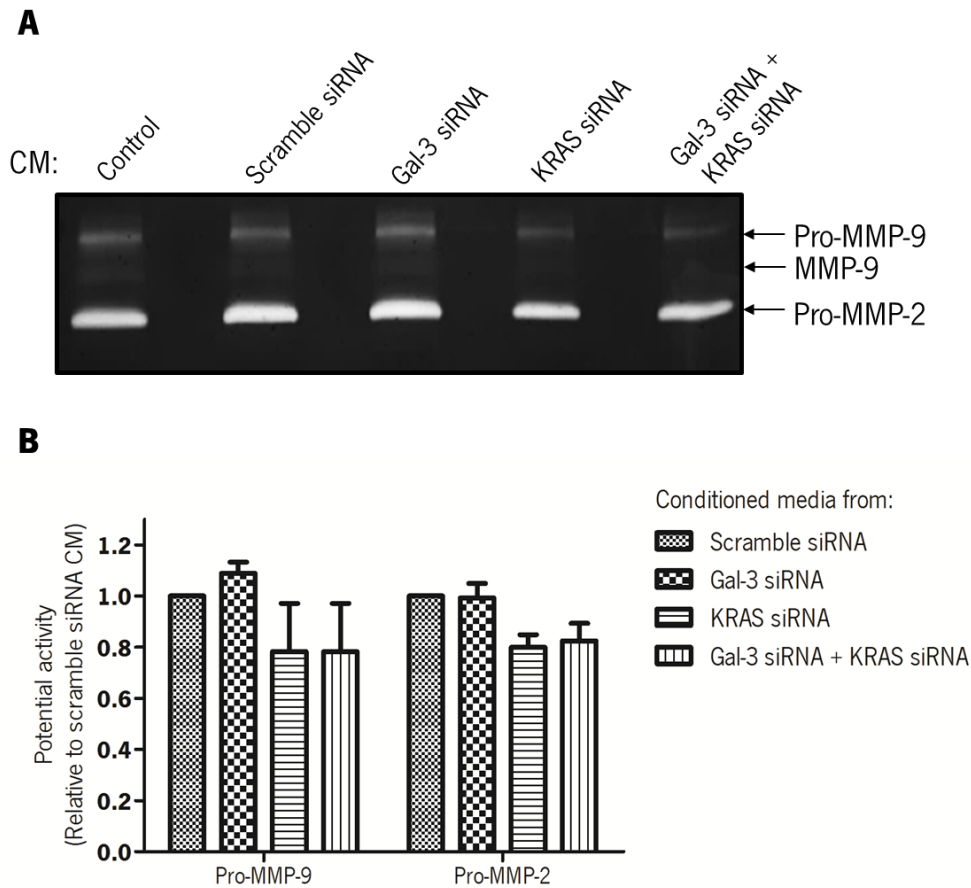 A
CM:
Control
Scramble siRNA
Gal-3 siRNA
KRAS siRNA
Gal-3 siRNA +
KRAS siRNA
Pro-MMP-9
MMP-9
Pro-MMP-2
B
Potential activity
(Relative to scramble siRNA CM)
1.2
1.0
0.8
0.6
0.4
0.2
0.0
Pro-MMP-9
Pro-MMP-2
Conditioned media from:
Scramble siRNA
Gal-3 siRNA
KRAS siRNA
Gal-3 siRNA + KRAS siRNA